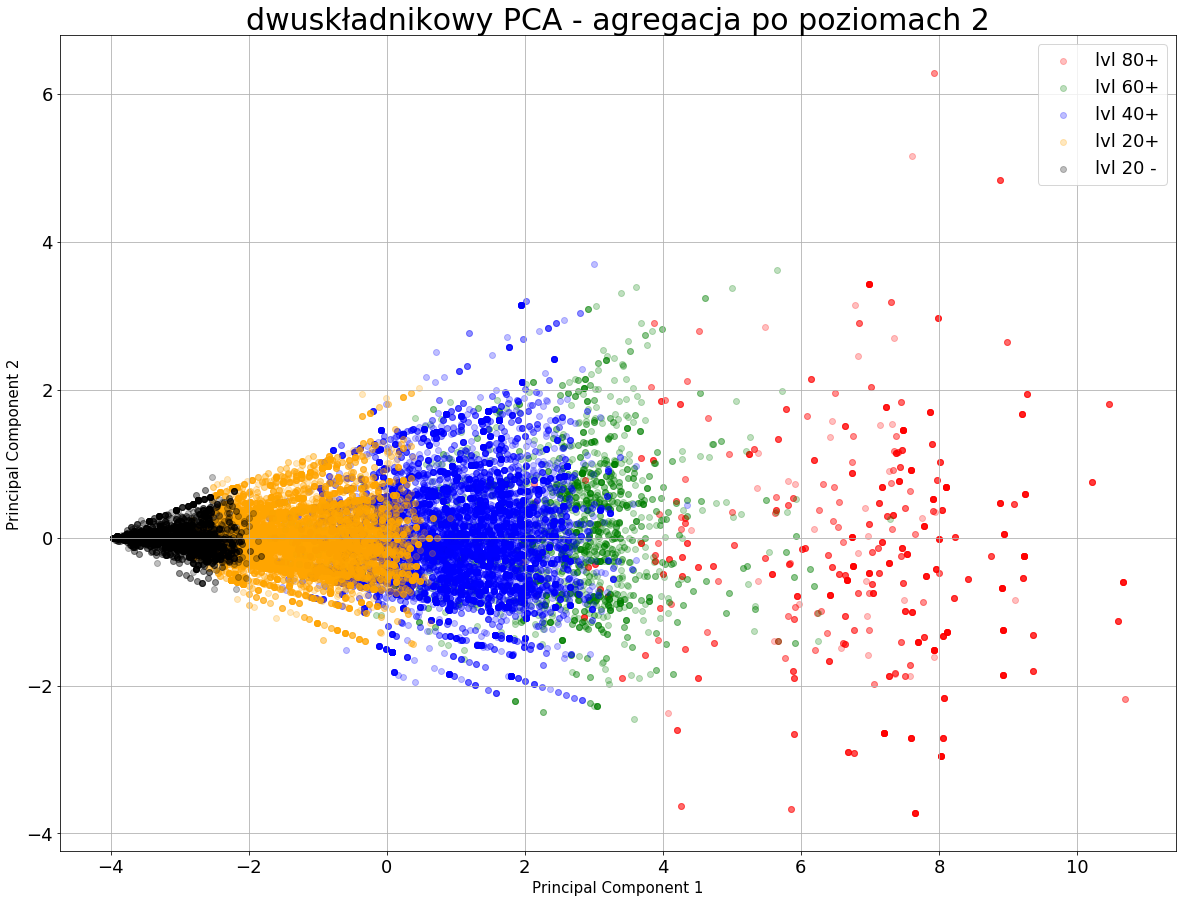 dwuskładnikowy PCA - agregacja po poziomach 2
lvl 80+
lvl 60+
lvl 40+
lvl 20+
lvl 20 -
6
4
2
0
−2
−4
Principal Component 2
−4 −2 0 2 4 6 8 10
Principal Component 1